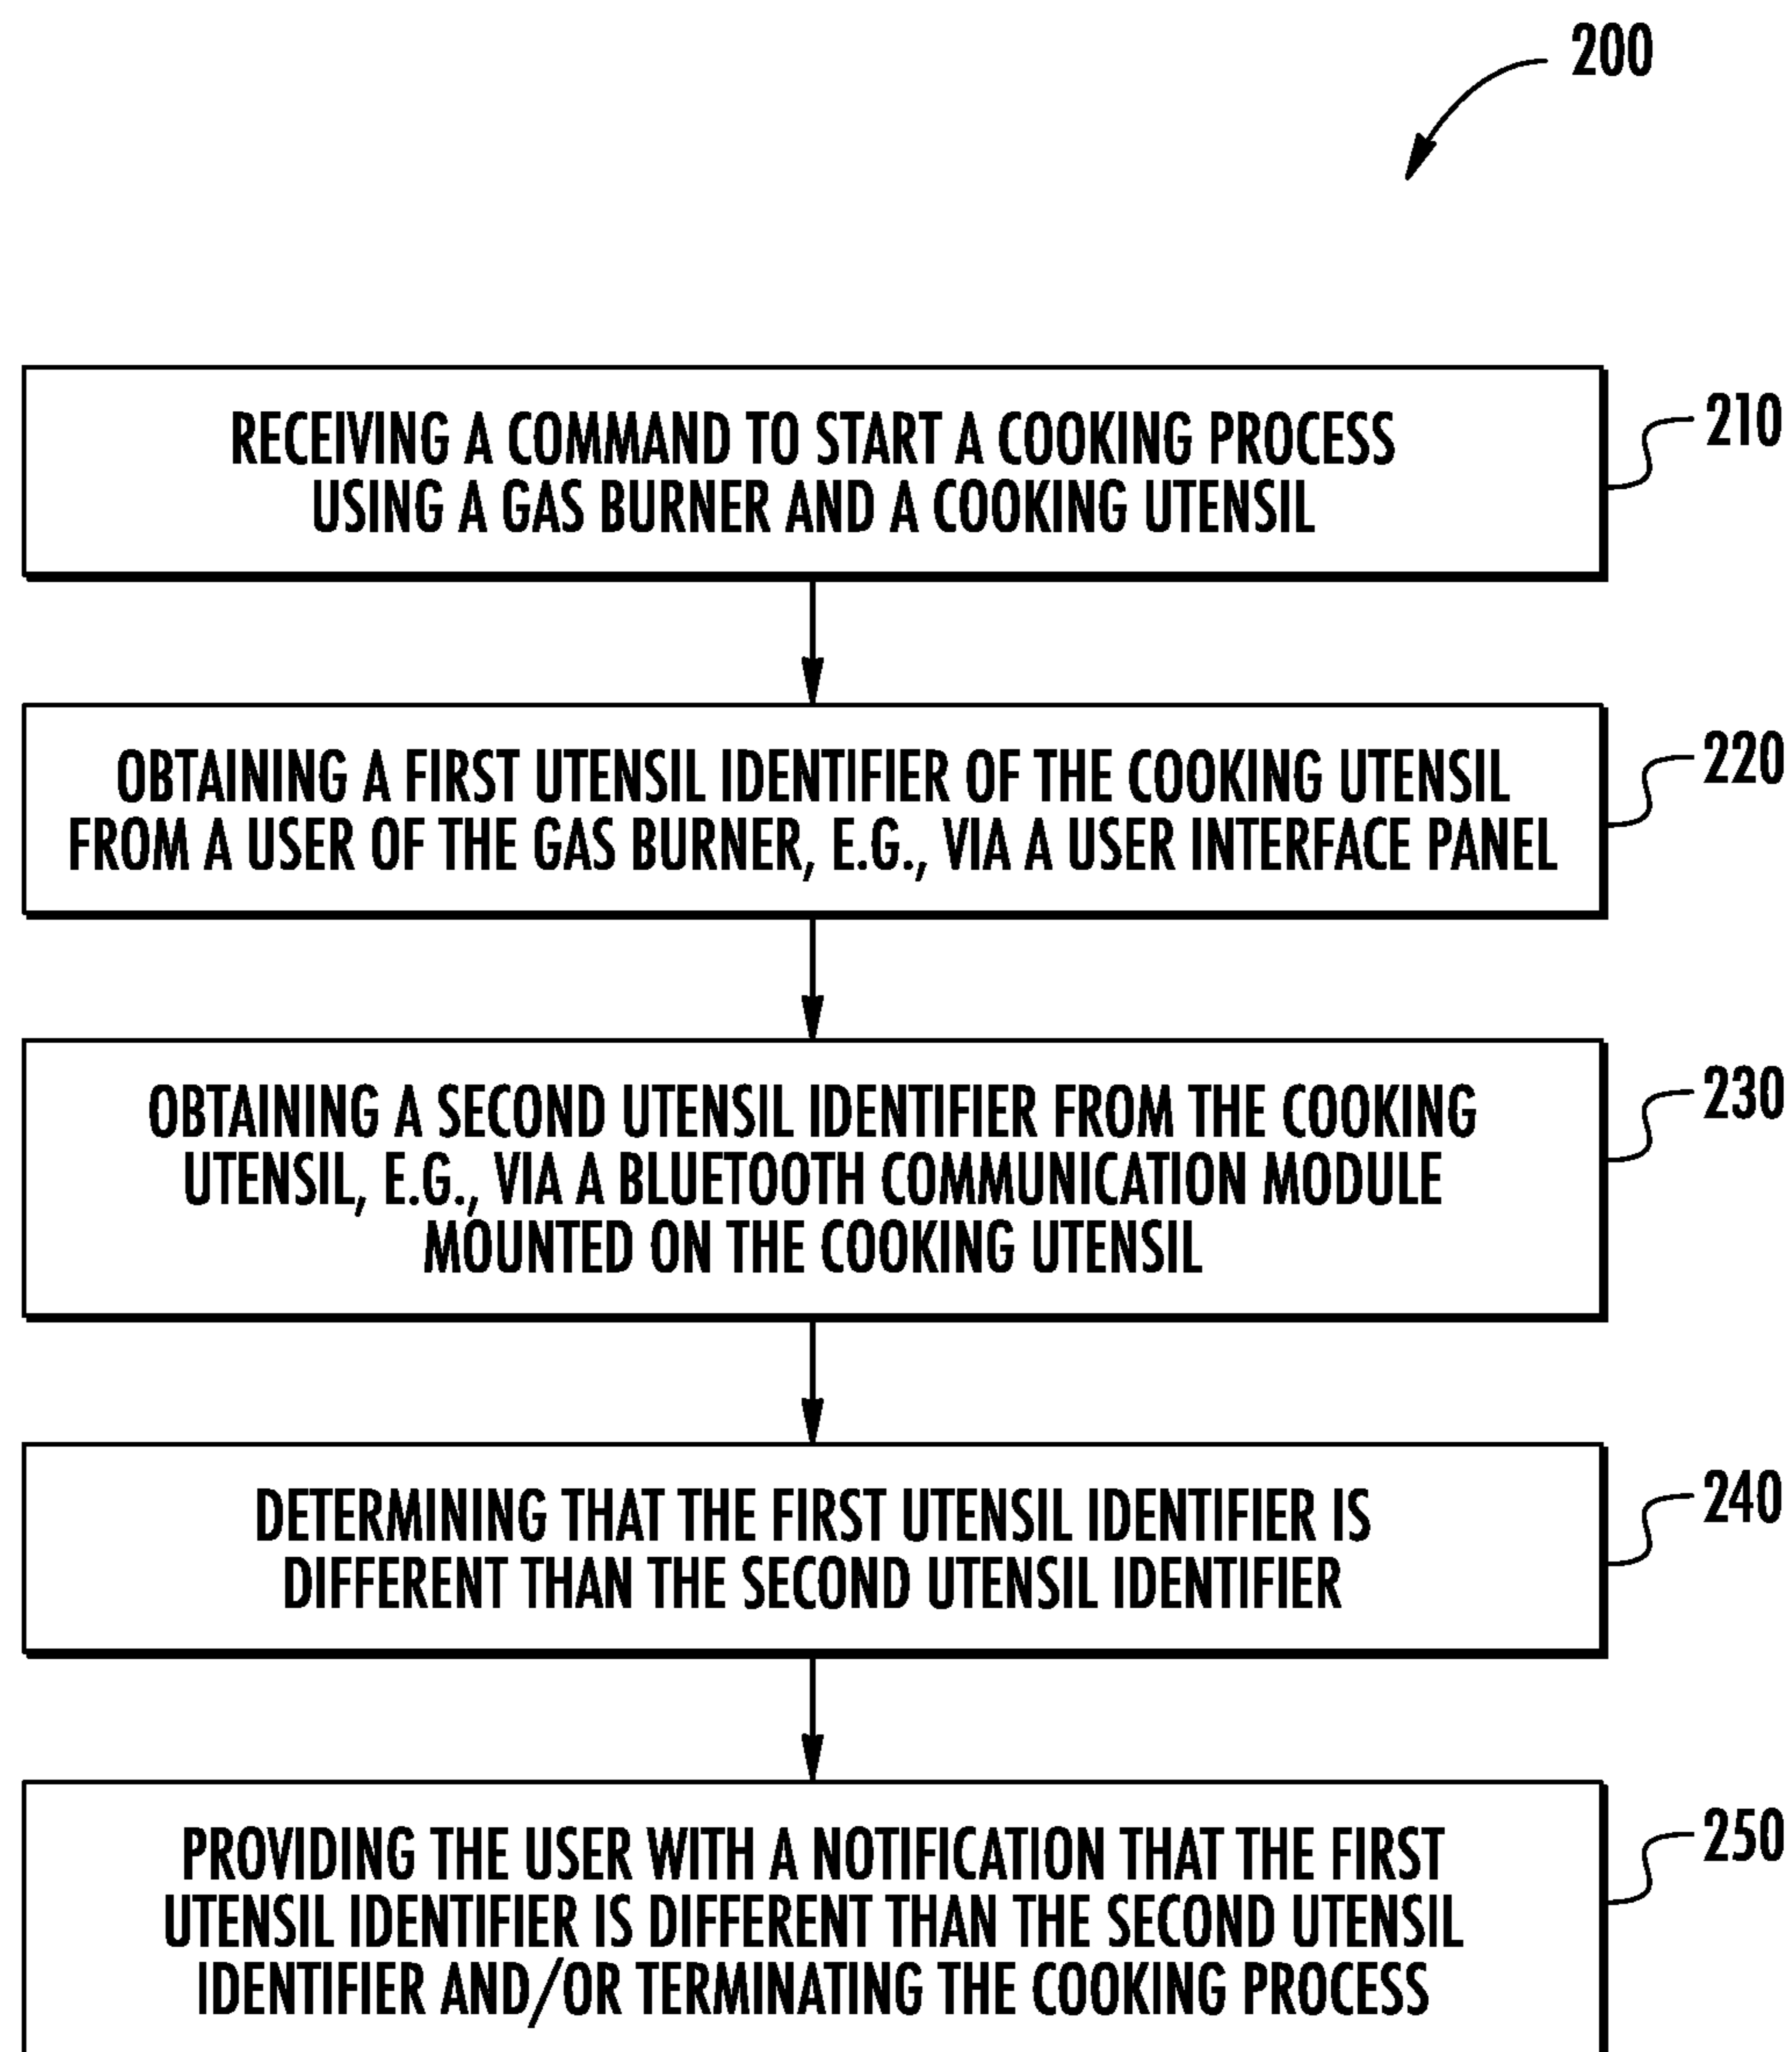 200
RECEIVING A COMMAND TO START A COOKING PROCESS
USING A GAS BURNER AND A COOKING UTENSIL
210
OBTAINING A FIRST UTENSIL IDENTIFIER OF THE COOKING UTENSIL
FROM A USER OF THE GAS BURNER, E.G., VIA A USER INTERFACE PANEL
220
OBTAINING A SECOND UTENSIL IDENTIFIER FROM THE COOKING
UTENSIL, E.G., VIA A BLUETOOTH COMMUNICATION MODULE
MOUNTED ON THE COOKING UTENSIL
230
DETERMINING THAT THE FIRST UTENSIL IDENTIFIER IS
DIFFERENT THAN THE SECOND UTENSIL IDENTIFIER
240
PROVIDING THE USER WITH A NOTIFICATION THAT THE FIRST
UTENSIL IDENTIFIER IS DIFFERENT THAN THE SECOND UTENSIL
IDENTIFIER AND/OR TERMINATING THE COOKING PROCESS
250